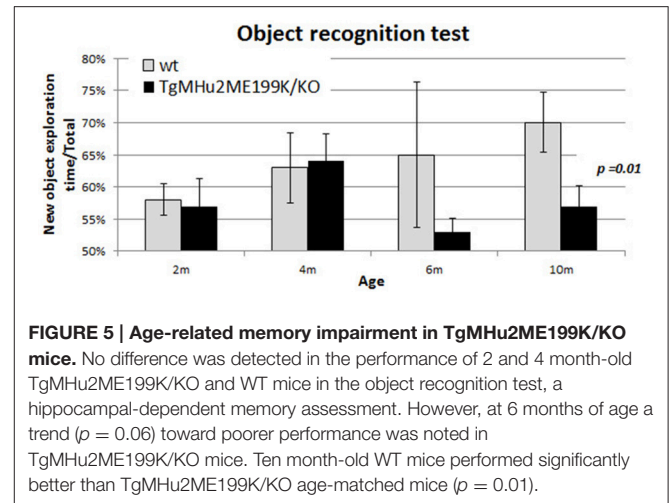 Object recognition test
wt
TgMHu2ME199K/KO
New object exploration
time/Total
80%
75%
70%
65%
60%
55%
50%
p =0.01
2m 4m 6m 10m
Age
FIGURE 5 | Age-related memory impairment in TgMHu2ME199K/KO
mice. No difference was detected in the performance of 2 and 4 month-old
TgMHu2ME199K/KO and WT mice in the object recognition test, a
hippocampal-dependent memory assessment. However, at 6 months of age a
trend (p = 0.06) toward poorer performance was noted in
TgMHu2ME199K/KO mice. Ten month-old WT mice performed significantly
better than TgMHu2ME199K/KO age-matched mice (p = 0.01).